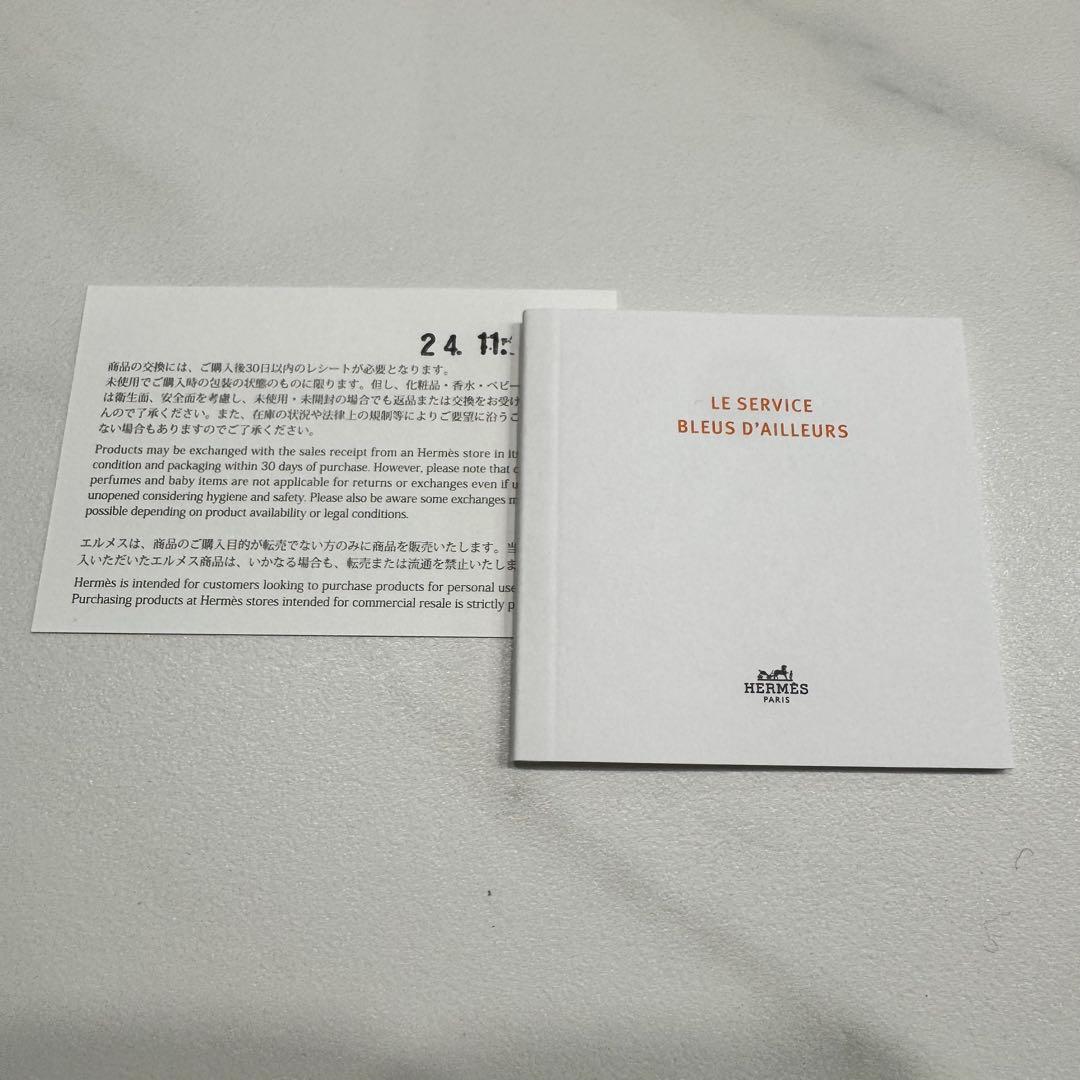 24. 11.
商品の交換には、ご購入後30日以内のレシートが必要となります。
未使用でご購入時の包装の状態のものに限ります。但し、化粧品・香水・ベビー
は衛生面、安全面を考慮し、未使用・未開封の場合でも返品または交換をお受け
んので了承ください。また、在庫の状況や法律上の規制等によりご要望に沿うこ
ない場合もありますのでご了承ください。
Products may be exchanged with the sales receipt from an Hermès store in
condition and packaging within 30 days of purchase. However, please note that
perfumes and baby items are not applicable for returns or exchanges even if
unopened considering hygiene and safety. Please also be aware some exchanges
possible depending on product availability or legal conditions.
エルメスは、商品のご購入目的が転売でない方のみに商品を販売いたします。当
入いただいたエルメス商品は、いかなる場合も、転売または流通を禁止いたしま
Hermès is intended for customers looking to purchase products for personal use
Purchasing products at Hermès stores intended for commercial resale is strictly
LE SERVICE
BLEUS D'AILLEURS
HERMÈS
PARIS